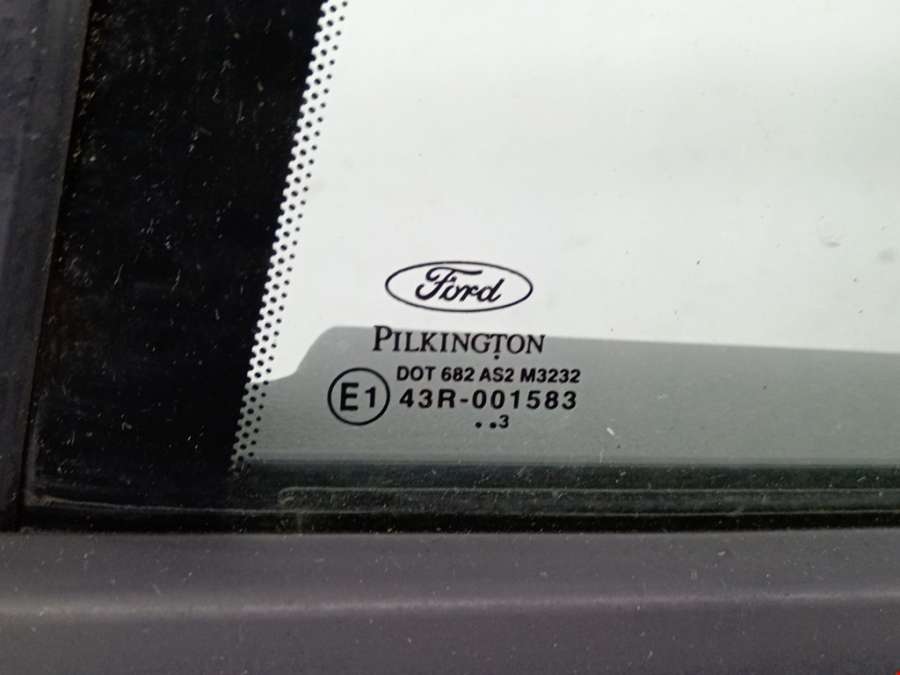 Ford
PILKINGTON
DOT 682 AS2 M3232
E1 43R-001583
..3